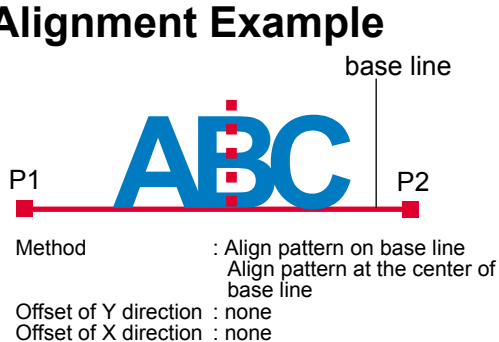 Alignment Example
base line
ABC
P1
P2
Method : Align pattern on base line
Align pattern at the center of
base line
Offset of Y direction : none
Offset of X direction : none